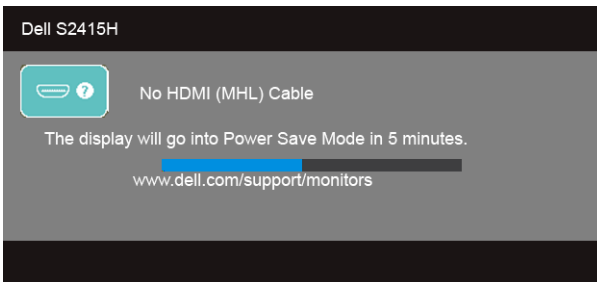 Dell S2415H
?
No HDMI (MHL) Cable
The display will go into Power Save Mode in 5 minutes.
www.dell.com/support/monitors